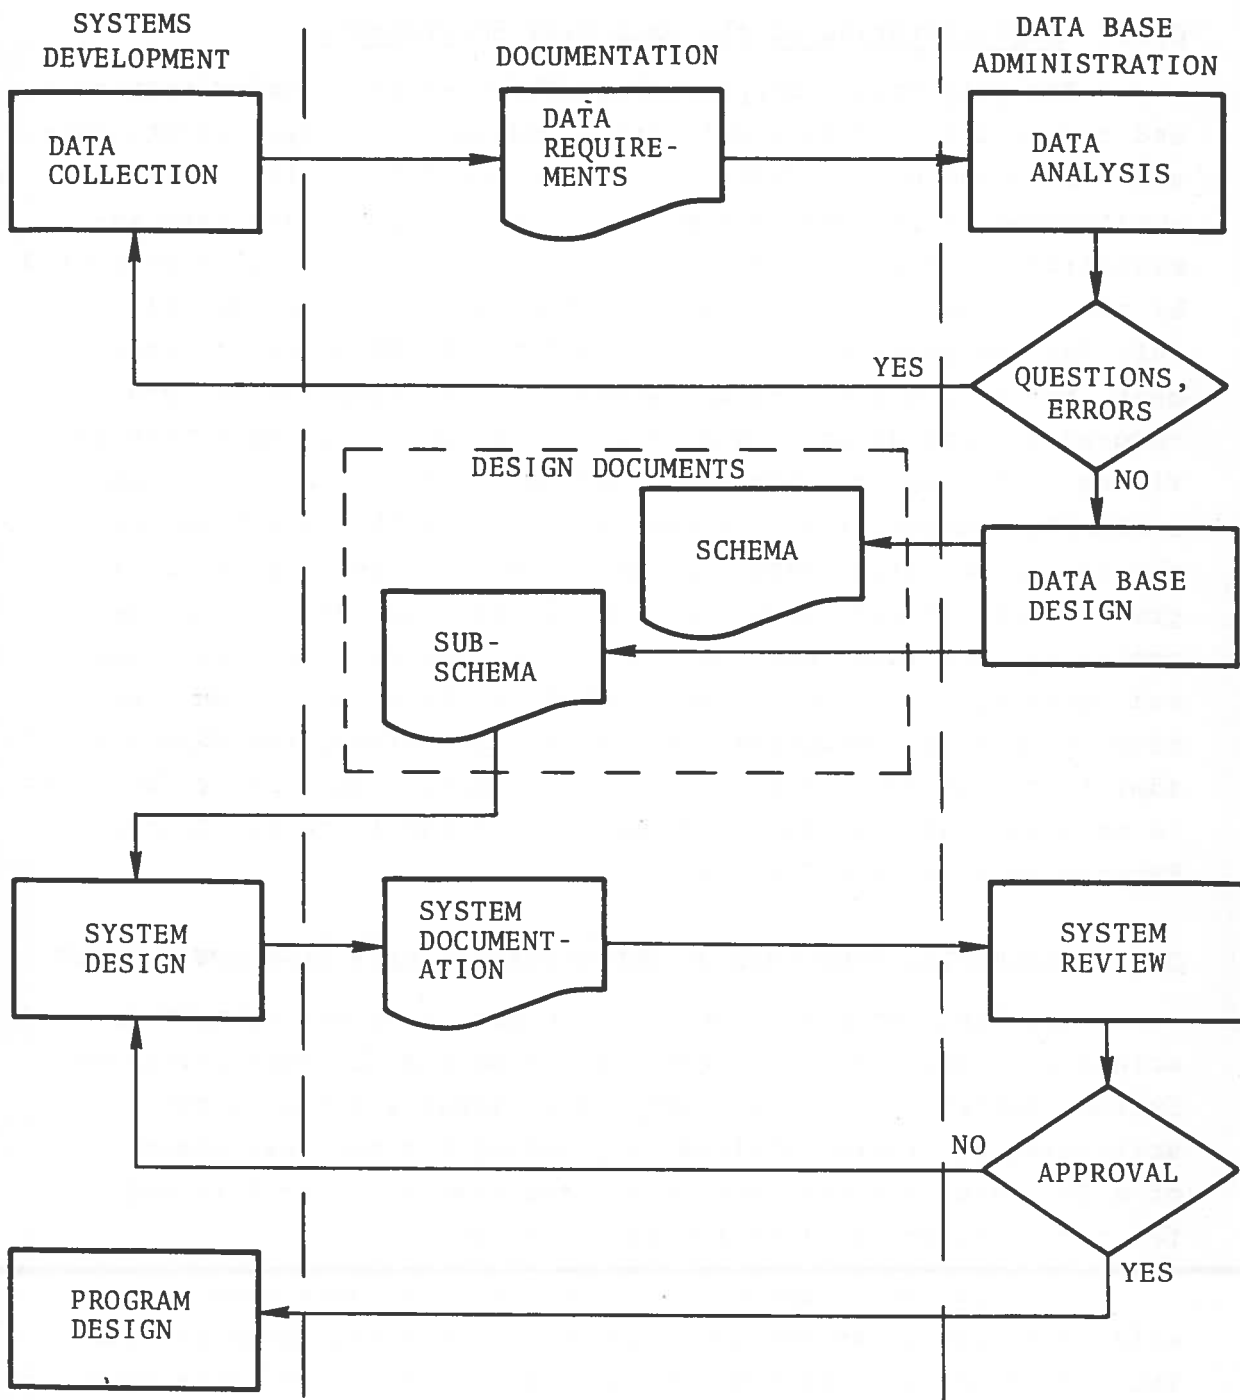 SYSTEMS
DEVELOPMENT
DOCUMENTATION
DATA BASE
ADMINISTRATION
DATA
COLLECTION
DATA
REQUIRE-
MENTS
DATA
ANALYSIS
YES
QUESTIONS,
ERRORS
NO
DESIGN DOCUMENTS
SCHEMA
DATA BASE
DESIGN
SUB-
SCHEMA
SYSTEM
DESIGN
SYSTEM
DOCUMENT-
ATION
SYSTEM
REVIEW
NO
APPROVAL
YES
PROGRAM
DESIGN